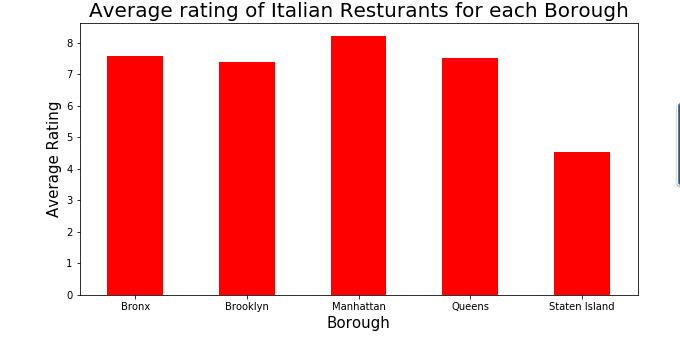 Average rating of Italian Resturants for each Borough
8
7
6
5
4
3
2
1
0
Average Rating
Bronx Brooklyn Manhattan Queens Staten Island
Borough